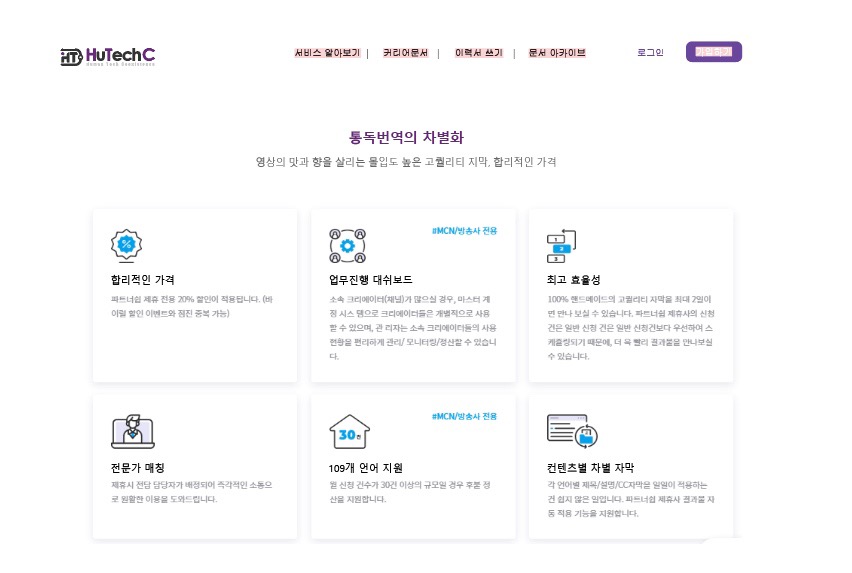 HuTechC
Human Tech Convergence
서비스 알아보기 | 커리어문서 | 이력서 쓰기 | 문서 아카이브
로그인
가입하기
통독번역의 차별화
영상의 맛과 향을 살리는 몰입도 높은 고퀄리티 자막, 합리적인 가격
합리적인 가격
파트너쉽 제휴 전용 20% 할인이 적용됩니다. (바
이럴 할인 이벤트와 점진 중복 가능)
#MCN/방송사 전용
업무진행 대쉬보드
소속 크리에이터(채널)가 많으실 경우, 마스터 계
정 시스 템으로 크리에이터들은 개별적으로 사용
할 수 있으며, 관 리자는 소속 크리에이터들의 사용
현황을 편리하게 관리/ 모니터링/정산할 수 있습니
다.
1
2
3
최고 효율성
100% 핸드메이드의 고퀄리티 자막을 최대 2일이
면 만나 보실 수 있습니다. 파트너쉽 제휴사의 신청
건은 일반 신청 건은 일반 신청건보다 우선하여 스
케쥴링되기 때문에, 더 욱 빨리 결과물을 만나보실
수 있습니다.
전문가 매칭
제휴시 전담 담당자가 배정되어 즉각적인 소통으
로 원활한 이용을 도와드립니다.
#MCN/방송사 전용
30건
109개 언어 지원
월 신청 건수가 30건 이상의 규모일 경우 후불 정
산을 지원합니다.
컨텐츠별 차별 자막
각 언어별 제목/설명/CC자막을 일일이 적용하는
건 쉽지 않은 일입니다. 파트너쉽 제휴사 결과물 자
동 적용 기능을 지원합니다.